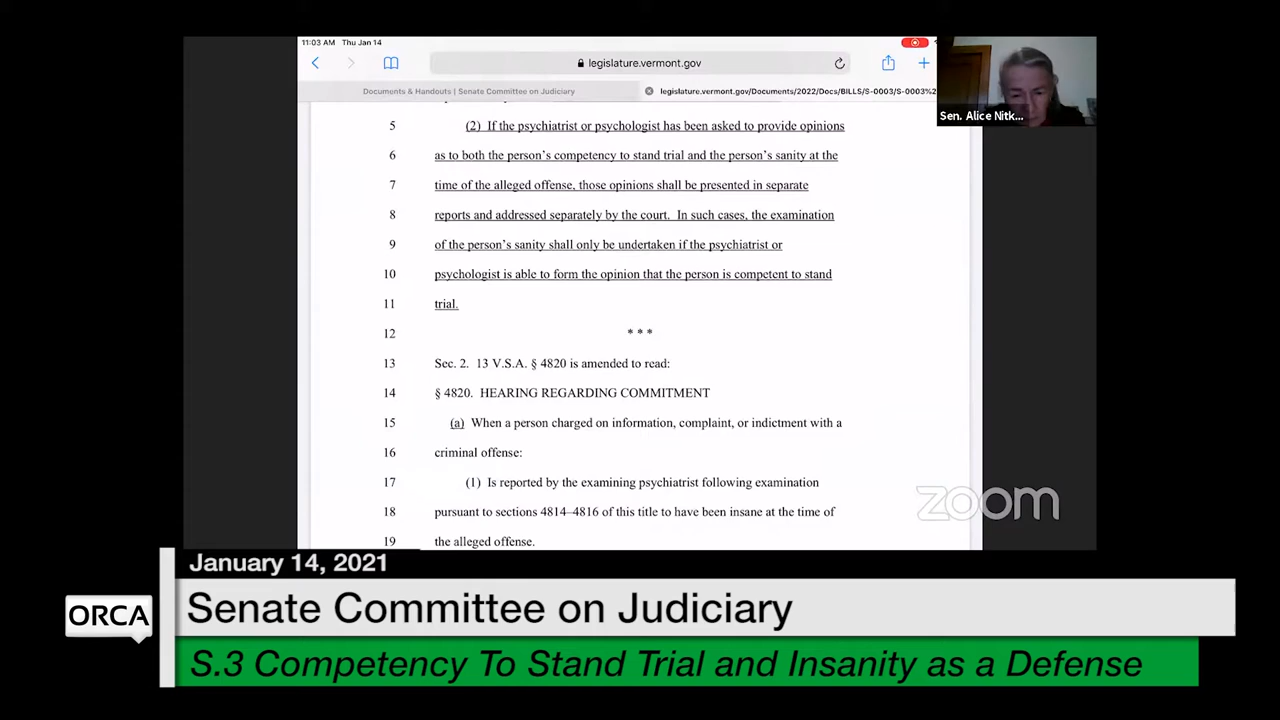 11:03 AM Thu Jan 14
legislature.vermont.gov
Documents & Handouts | Senate Committee on Judiciary
legislature.vermont.gov/Documents/2022/Docs/BILLS/S-0003/S-0003%2
Sen. Alice Nitk...
5 (2) If the psychiatrist or psychologist has been asked to provide opinions
6 as to both the person's competency to stand trial and the person's sanity at the
7 time of the alleged offense, those opinions shall be presented in separate
8 reports and addressed separately by the court. In such cases, the examination
9 of the person's sanity shall only be undertaken if the psychiatrist or
10 psychologist is able to form the opinion that the person is competent to stand
11 trial.
12 * * *
13 Sec. 2. 13 V.S.A. § 4820 is amended to read:
14 § 4820. HEARING REGARDING COMMITMENT
15 (a) When a person charged on information, complaint, or indictment with a
16 criminal offense:
17 (1) Is reported by the examining psychiatrist following examination
18 pursuant to sections 4814–4816 of this title to have been insane at the time of
19 the alleged offense.
zoom
January 14, 2021
ORCA
Senate Committee on Judiciary
S.3 Competency To Stand Trial and Insanity as a Defense